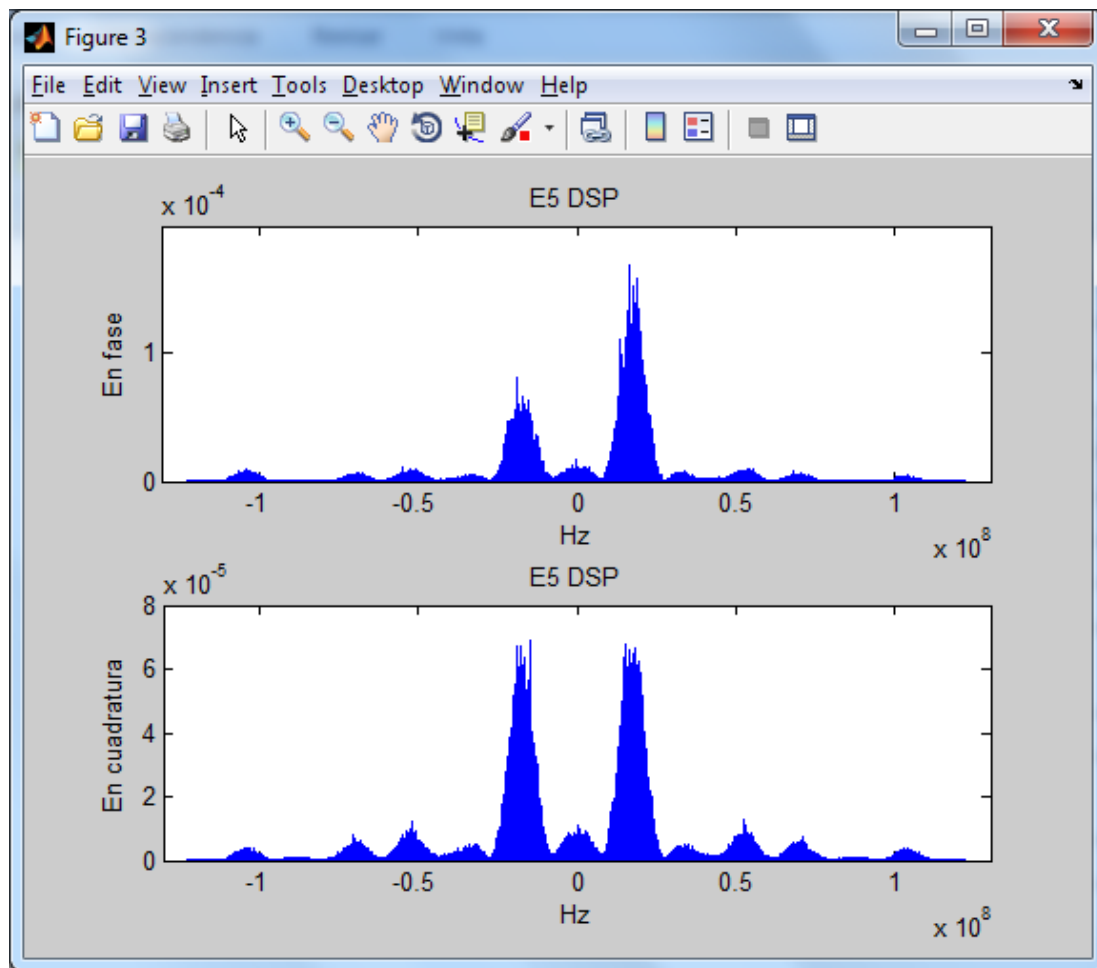 Figure 3
File Edit View Insert Tools Desktop Window Help
x 10^-4
E5 DSP
En fase
1
0
-1 -0.5 0 0.5 1
Hz
x 10^8
x 10^-5
E5 DSP
En cuadratura
8
6
4
2
0
-1 -0.5 0 0.5 1
Hz
x 10^8